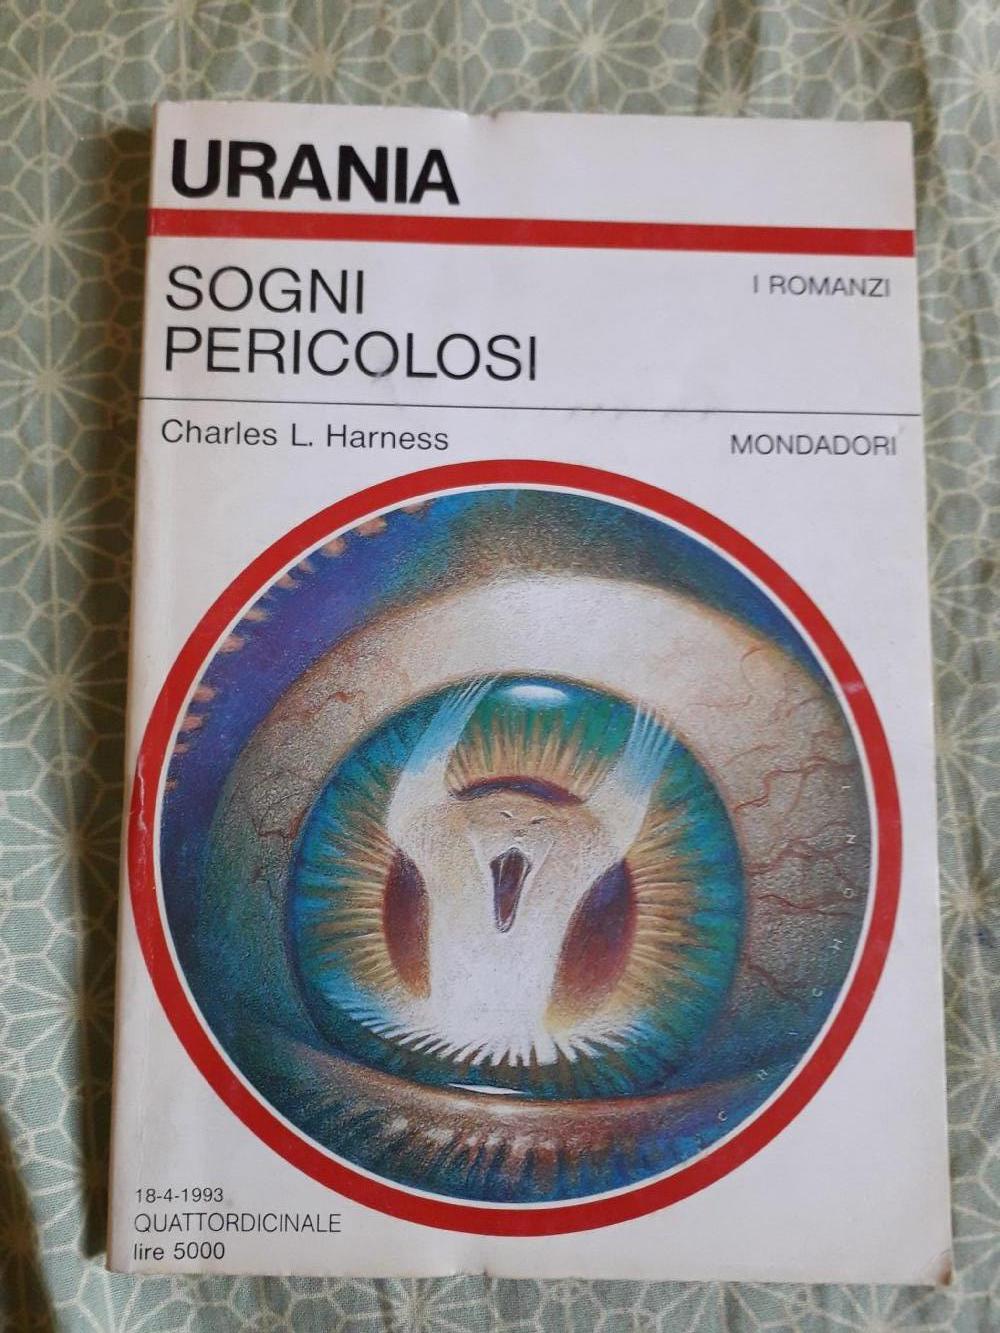 URANIA
SOGNI
PERICOLOSI
I ROMANZI
Charles L. Harness
MONDADORI
18-4-1993
QUATTORDICINALE
lire 5000